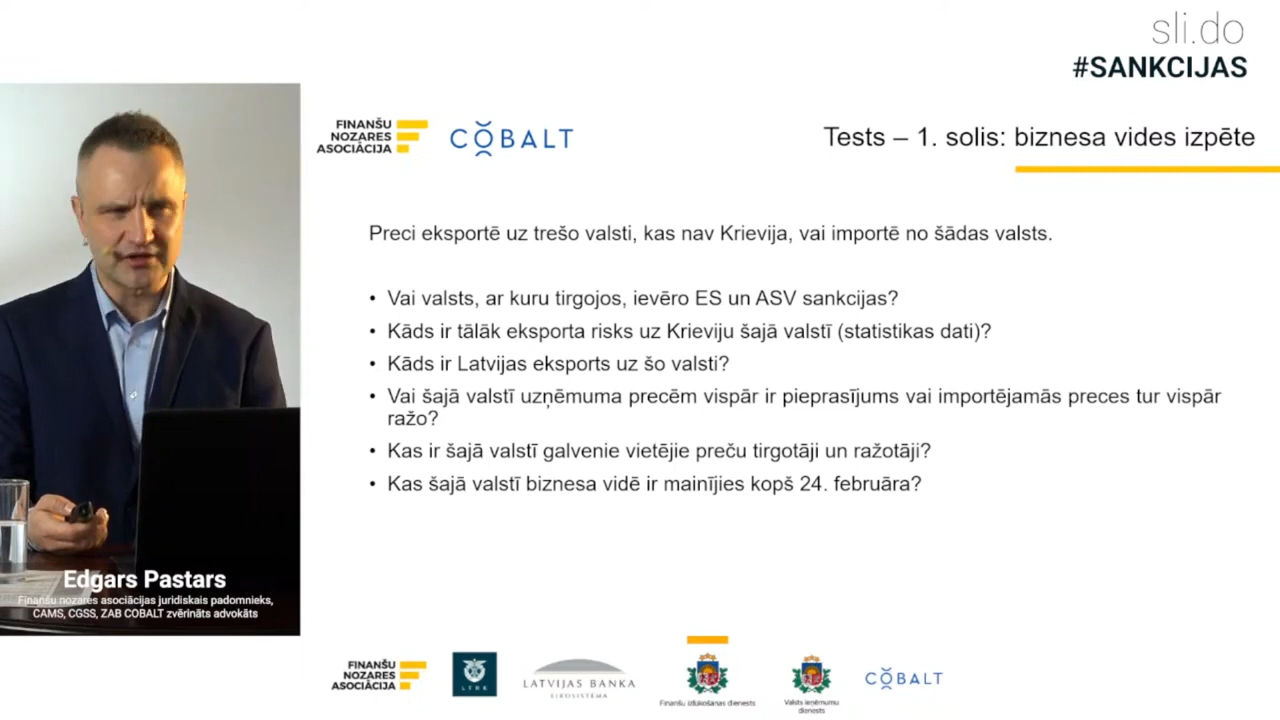 sli.do
#SANKCIJAS
FINANŠU
NOZARES
ASOCIĀCIJA
COBALT
Tests – 1. solis: biznesa vides izpēte
Preci eksportē uz trešo valsti, kas nav Krievija, vai importē no šādas valsts.
• Vai valsts, ar kuru tirgojos, ievēro ES un ASV sankcijas?
• Kāds ir tālāk eksporta risks uz Krieviju šajā valstī (statistikas dati)?
• Kāds ir Latvijas eksports uz šo valsti?
• Vai šajā valstī uzņēmuma precēm vispār ir pieprasījums vai importējamās preces tur vispār
ražo?
• Kas ir šajā valstī galvenie vietējie preču tirgotāji un ražotāji?
• Kas šajā valstī biznesa vidē ir mainījies kopš 24. februāra?
Edgars Pastars
Finanšu nozares asociācijas juridiskais padomnieks,
CAMS, CGSS, ZAB COBALT zvērināts advokāts
FINANŠU
NOZARES
ASOCIĀCIJA
LTRK
LATVIJAS BANKA
EIROSISTĒMA
Finanšu izlūkošanas dienests
Valsts ieņēmumu
dienests
COBALT